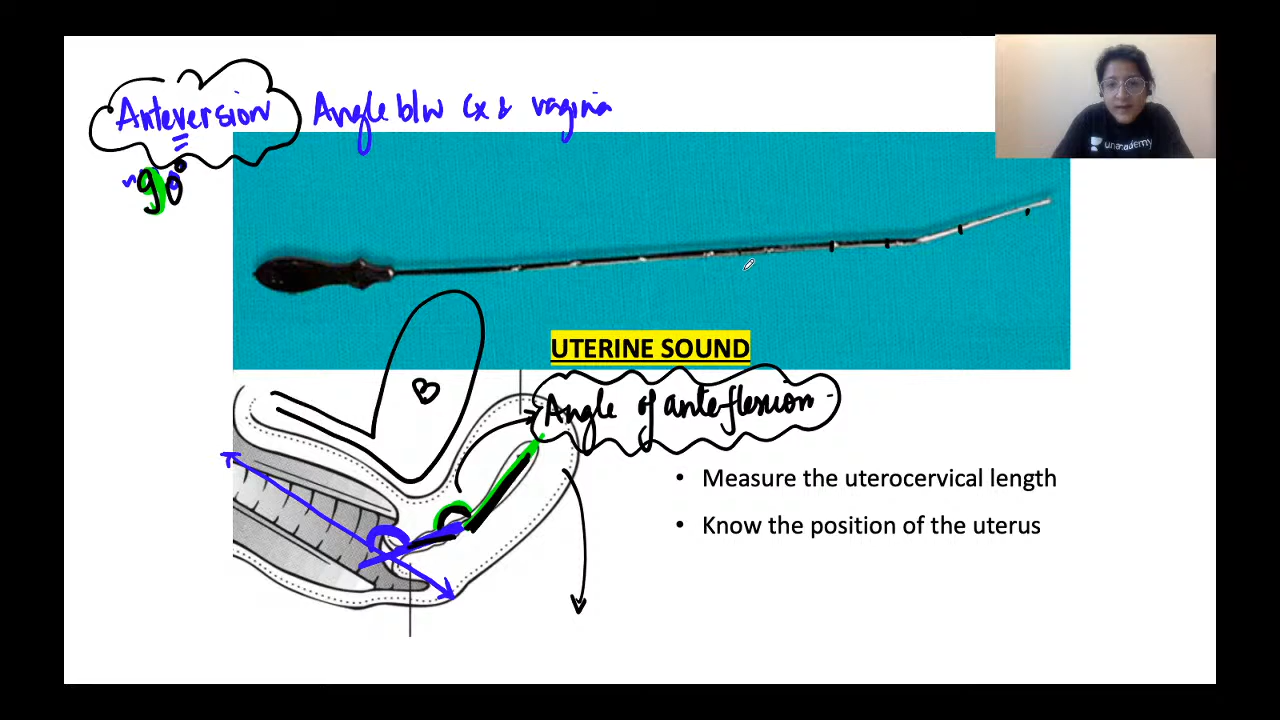 Anteversion Angle b/w Cx & vagina
~90°
unacademy
UTERINE SOUND
B
Angle of anteflexion
• Measure the uterocervical length
• Know the position of the uterus